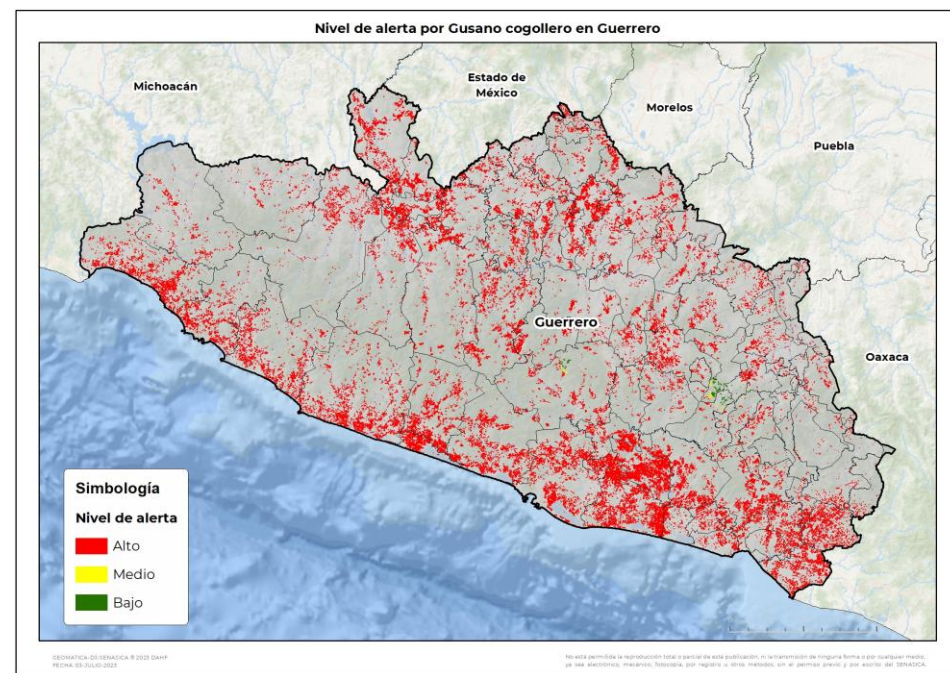 Nivel de alerta por Gusano cogollero en Guerrero
Michoacán
Estado de
México
Morelos
Puebla
Guerrero
Oaxaca
Simbología
Nivel de alerta
Alto
Medio
Bajo
GEOMÁTICA-DII-SENASICA ® 2023 DAHF
FECHA: 03-JULIO-2023
No está permitida la reproducción total o parcial de esta publicación, ni la transmisión de ninguna forma o por cualquier medio,
ya sea electrónico, mecánico, fotocopia, por registro u otros métodos, sin el permiso previo y por escrito del SENASICA.